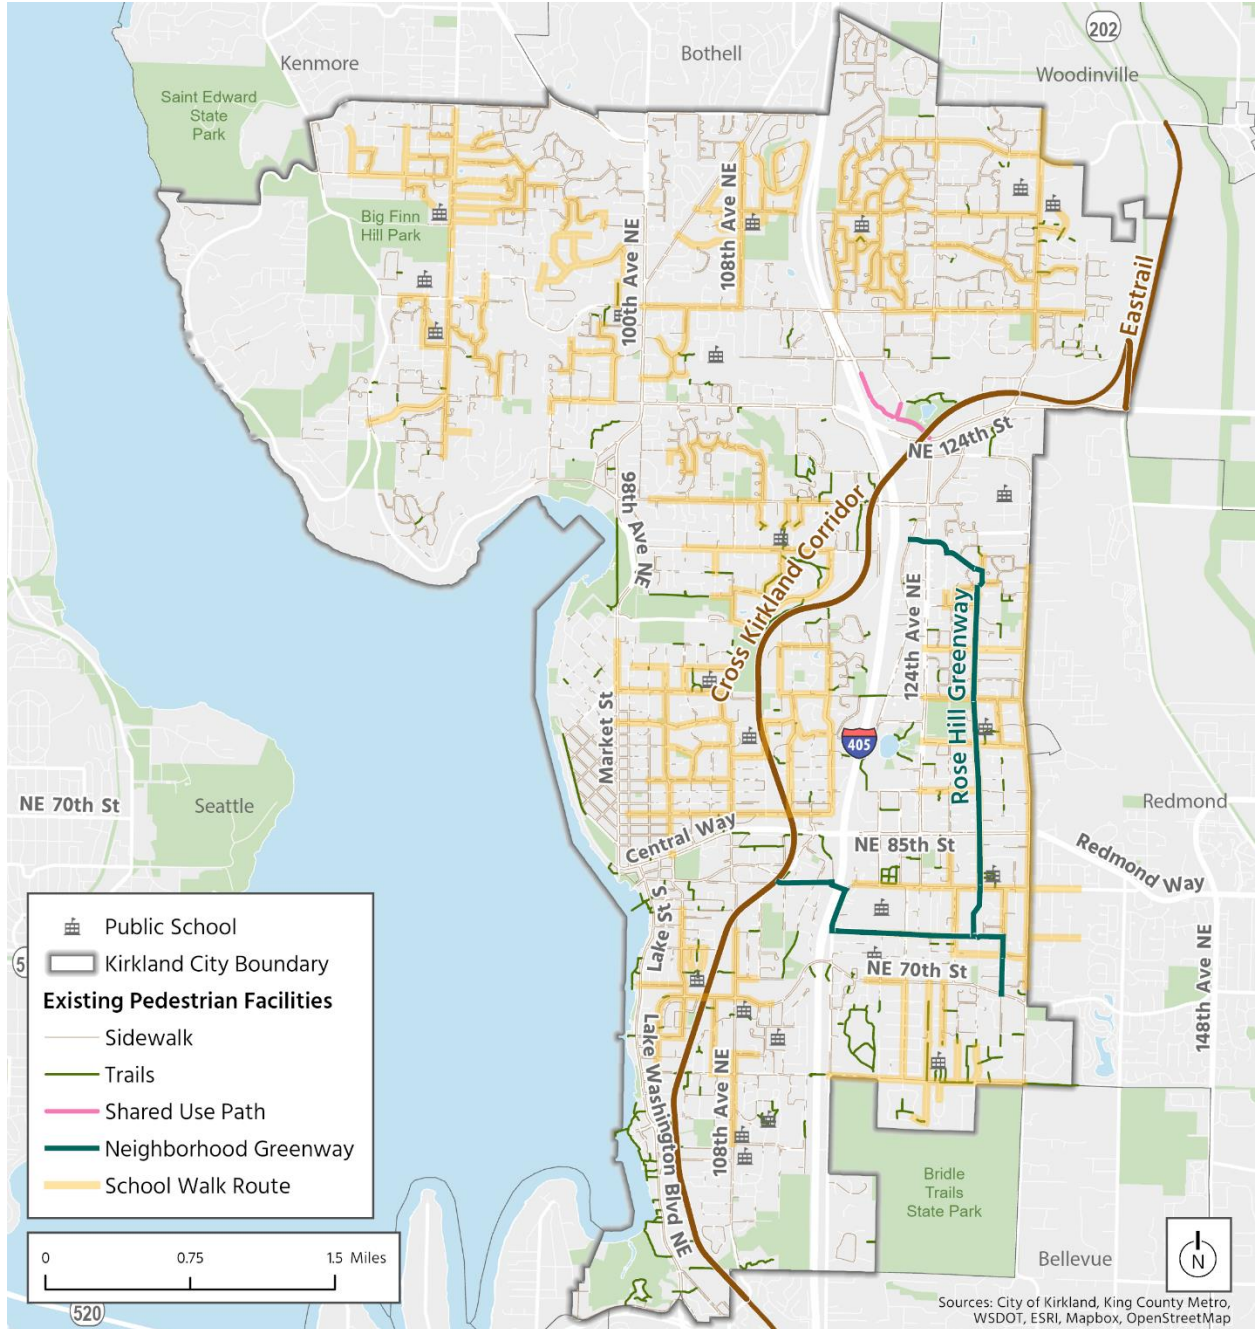 Kenmore
Bothell
202
Woodinville
Saint Edward
State
Park
Big Finn
Hill Park
100th Ave NE
108th Ave NE
Eastrail
NE 124th St
98th Ave NE
Cross Kirkland Corridor
124th Ave NE
Rose Hill Greenway
Market St
405
NE 70th St
Seattle
Redmond
Central Way
NE 85th St
Redmond Way
Lake St S
NE 70th St
148th Ave NE
Lake Washington Blvd NE
108th Ave NE
Bridle
Trails
State Park
Bellevue
Public School
Kirkland City Boundary
Existing Pedestrian Facilities
Sidewalk
Trails
Shared Use Path
Neighborhood Greenway
School Walk Route
0 0.75 1.5 Miles
520
N
Sources: City of Kirkland, King County Metro,
WSDOT, ESRI, Mapbox, OpenStreetMap